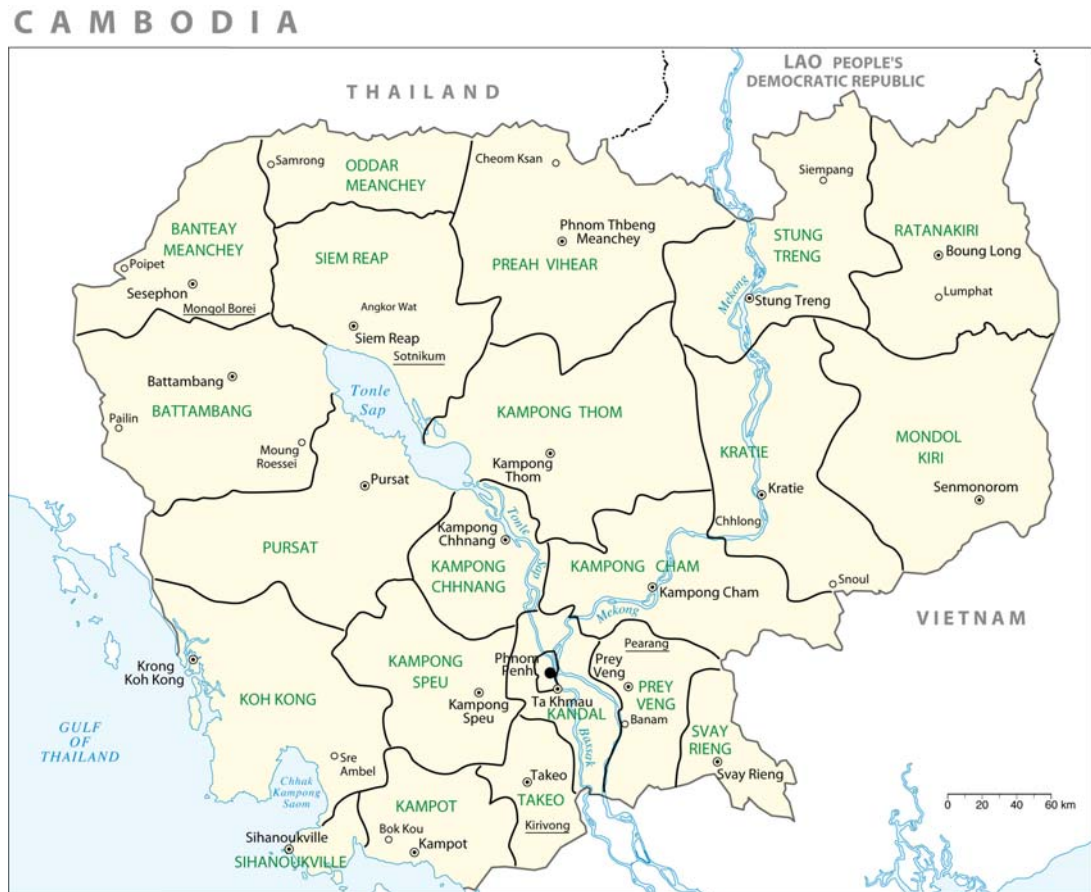 CAMBODIA
LAO PEOPLE'S
DEMOCRATIC REPUBLIC
THAILAND
Samrong
ODDAR
MEANCHEY
Cheom Ksan
Siempang
BANTEAY
MEANCHEY
SIEM REAP
Phnom Thbeng
Meanchey
PREAH VIHEAR
STUNG
TRENG
RATANAKIRI
Boung Long
Poipet
Sesephon
Mongol Borei
Angkor Wat
Siem Reap
Sotnikum
Mekong
Stung Treng
Lumphat
Battambang
BATTAMBANG
Tonle
Sap
Pailin
Moung
Roessei
KAMPONG THOM
Kampong
Thom
KRATIE
MONDOL
KIRI
Pursat
Kratie
Senmonorom
Chhlong
PURSAT
Kampong
Chhnang
Tonle
Sap
KAMPONG
CHHNANG
KAMPONG CHAM
Kampong Cham
Snoul
Mekong
VIETNAM
Krong
Koh Kong
KOH KONG
KAMPONG
SPEU
Kampong
Speu
Phnom
Penh
Ta Khmau
KANDAL
Pearang
Prey
Veng
PREY
VENG
Banam
SVAY
RIENG
Svay Rieng
GULF
OF
THAILAND
Sre
Ambel
Bassak
Chhak
Kampong
Saom
Takeo
TAKEO
Kirivong
KAMPOT
Bok Kou
Kampot
Sihanoukville
SIHANOUKVILLE
0 20 40 60 km